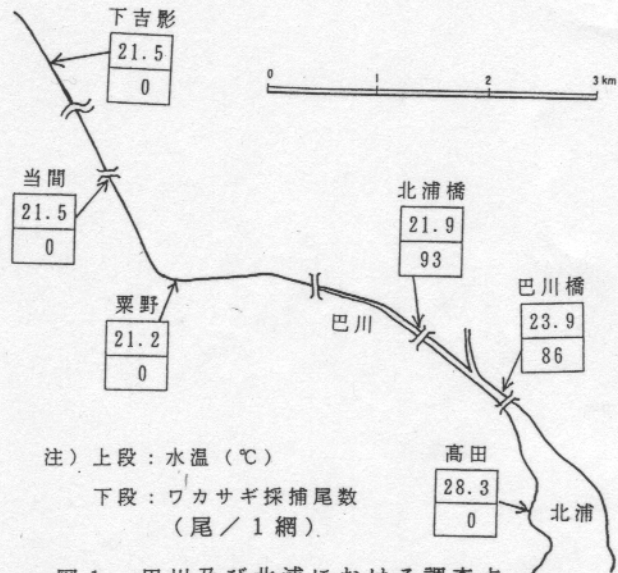 下吉影
21.5
0
0 1 2 3 km
当間
21.5
0
北浦橋
21.9
93
巴川橋
23.9
86
粟野
21.2
0
巴川
高田
28.3
0
北浦
注）上段：水温（℃）
下段：ワカサギ採捕尾数
（尾／1網）